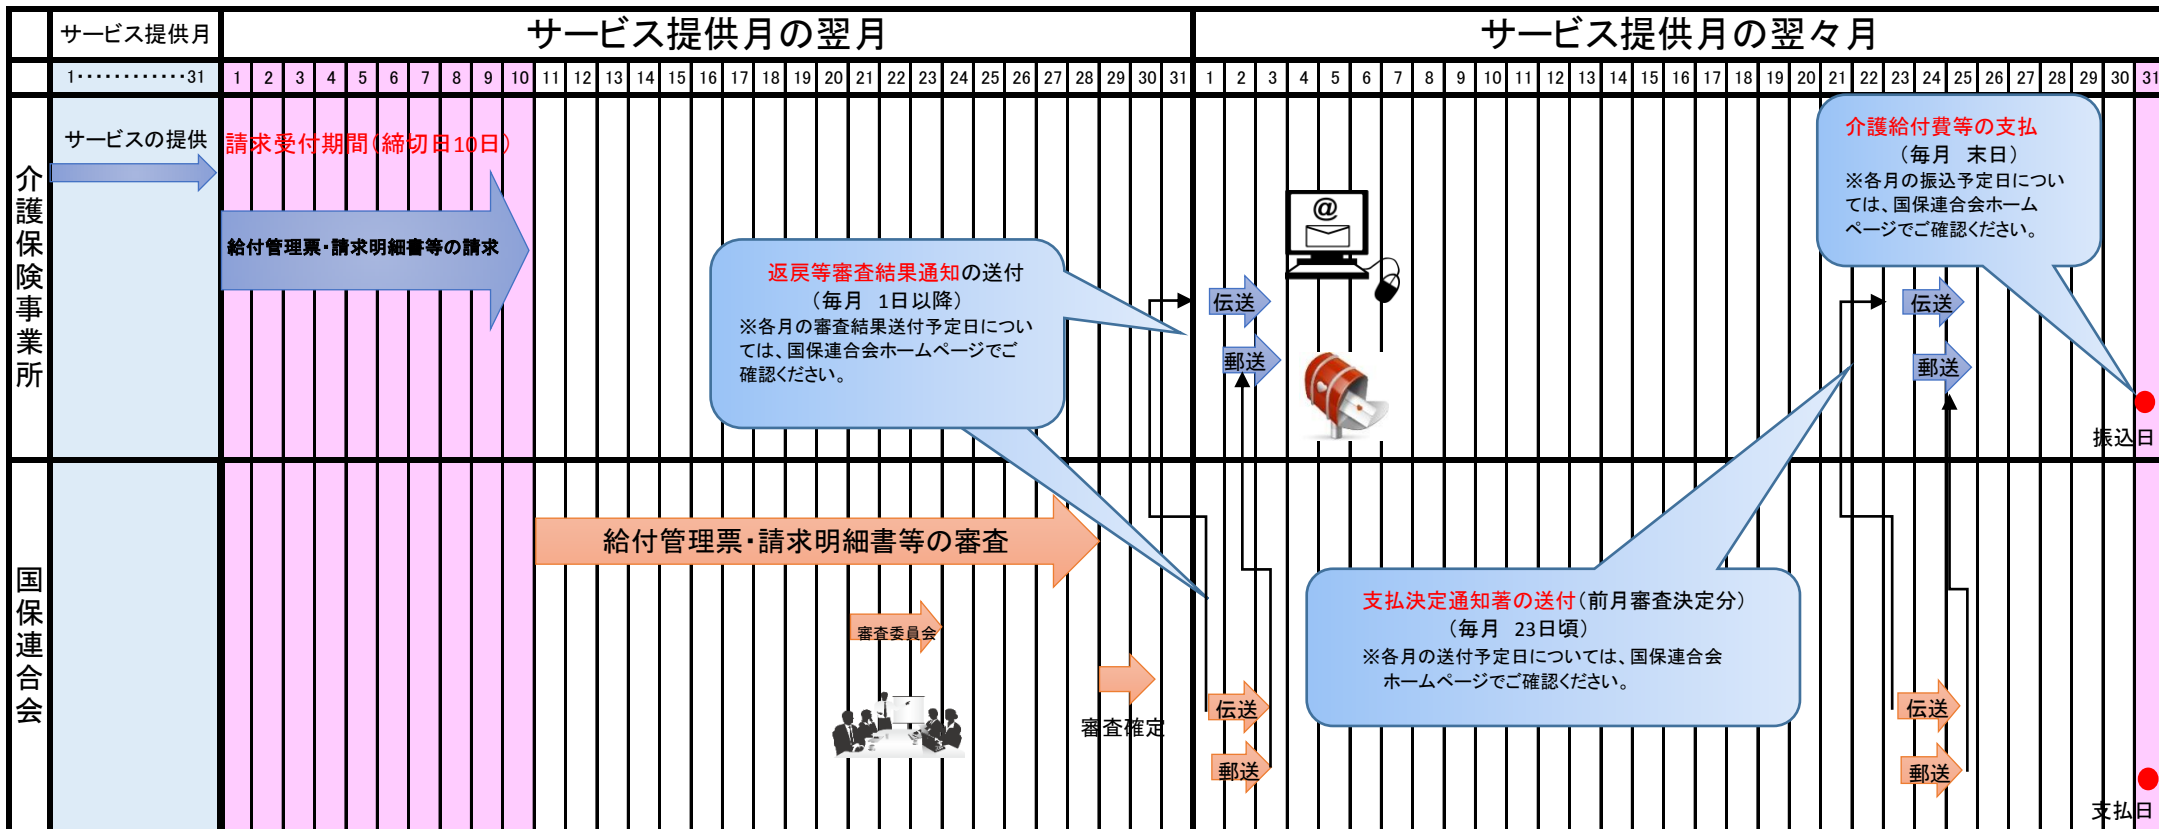 サービス提供月
サービス提供月の翌月
サービス提供月の翌々月
1・・・・・・・・・・・・31
1 2 3 4 5 6 7 8 9 10 11 12 13 14 15 16 17 18 19 20 21 22 23 24 25 26 27 28 29 30 31
1 2 3 4 5 6 7 8 9 10 11 12 13 14 15 16 17 18 19 20 21 22 23 24 25 26 27 28 29 30 31
介護保険事業所
サービスの提供
請求受付期間(締切日10日)
給付管理票・請求明細書等の請求
返戻等審査結果通知の送付
(毎月 1日以降)
※各月の審査結果送付予定日につい
ては、国保連合会ホームページでご
確認ください。
@
伝送
郵送
介護給付費等の支払
(毎月 末日)
※各月の振込予定日につい
ては、国保連合会ホーム
ページでご確認ください。
伝送
郵送
振込日
国保連合会
給付管理票・請求明細書等の審査
審査委員会
審査確定
伝送
郵送
支払決定通知著の送付(前月審査決定分)
(毎月 23日頃)
※各月の送付予定日については、国保連合会
ホームページでご確認ください。
伝送
郵送
支払日